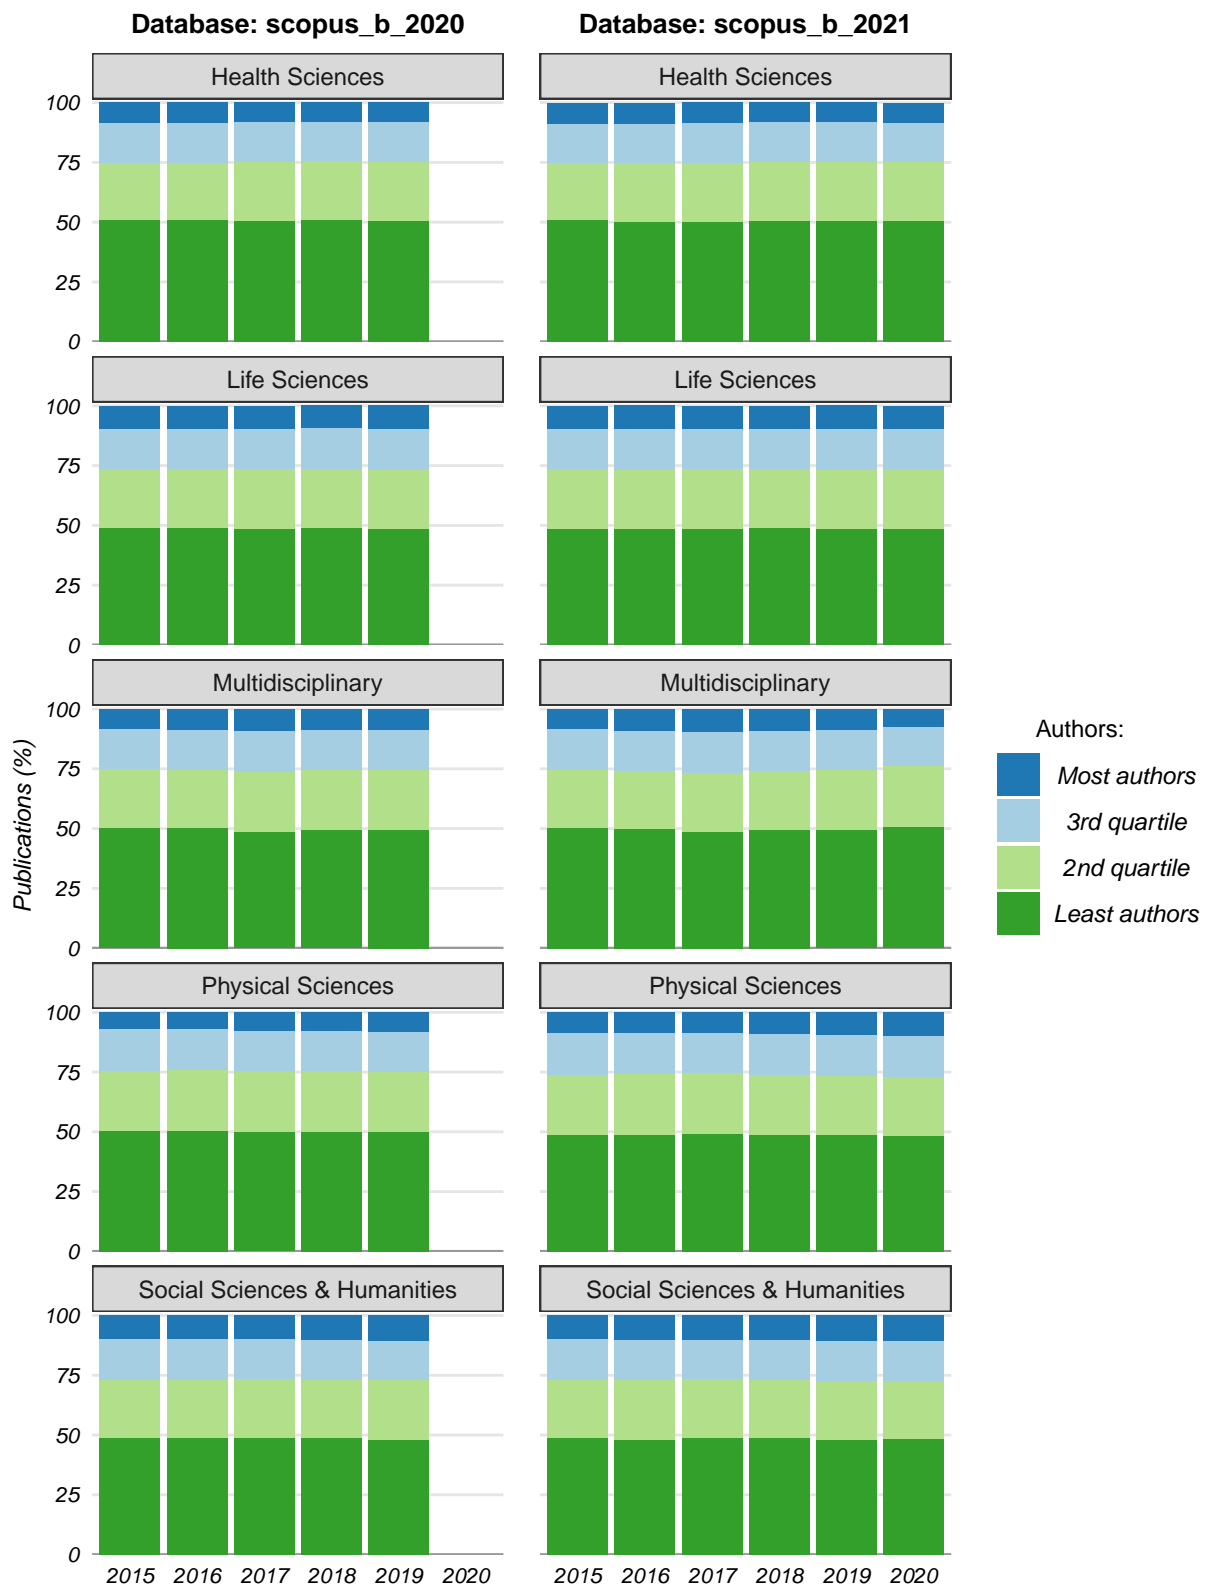 Database: scopus_b_2020
Database: scopus_b_2021
Health Sciences
Health Sciences
100
75
50
25
0
Life Sciences
Life Sciences
100
75
50
25
0
Multidisciplinary
Multidisciplinary
100
75
50
25
0
Publications (%)
Authors:
Most authors
3rd quartile
2nd quartile
Least authors
Physical Sciences
Physical Sciences
100
75
50
25
0
Social Sciences & Humanities
Social Sciences & Humanities
100
75
50
25
0
2015 2016 2017 2018 2019 2020
2015 2016 2017 2018 2019 2020